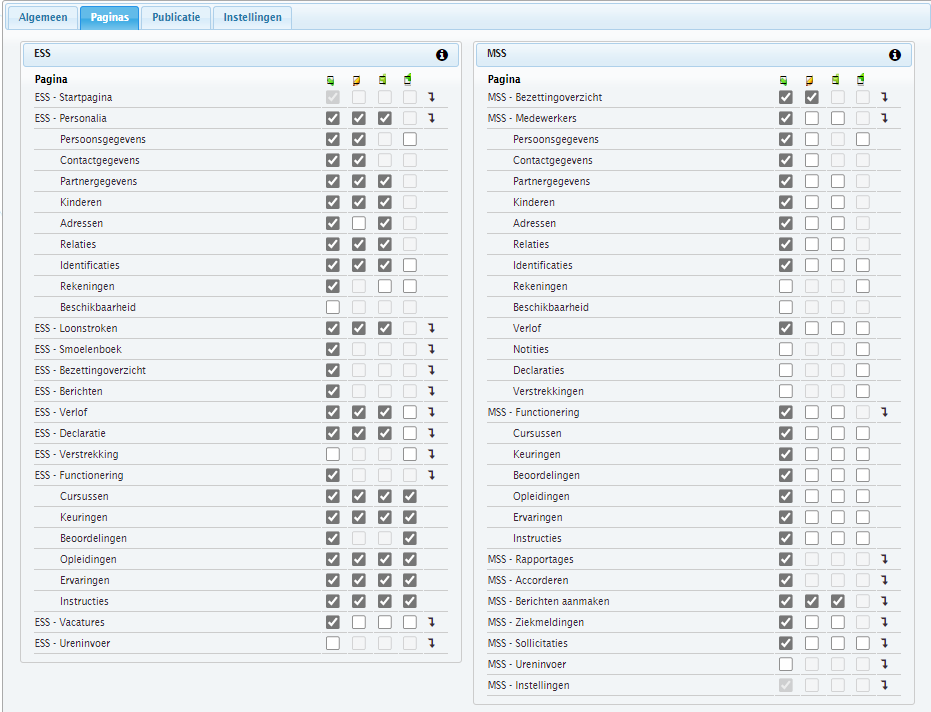 Algemeen Paginas Publicatie Instellingen
ESS
Pagina
ESS - Startpagina
ESS - Personalia
Persoonsgegevens
Contactgegevens
Partnergegevens
Kinderen
Adressen
Relaties
Identificaties
Rekeningen
Beschikbaarheid
ESS - Loonstroken
ESS - Smoelenboek
ESS - Bezettingoverzicht
ESS - Berichten
ESS - Verlof
ESS - Declaratie
ESS - Verstrekking
ESS - Functionering
Cursussen
Keuringen
Beoordelingen
Opleidingen
Ervaringen
Instructies
ESS - Vacatures
ESS - Ureninvoer
MSS
Pagina
MSS - Bezettingoverzicht
MSS - Medewerkers
Persoonsgegevens
Contactgegevens
Partnergegevens
Kinderen
Adressen
Relaties
Identificaties
Rekeningen
Beschikbaarheid
Verlof
Notities
Declaraties
Verstrekkingen
MSS - Functionering
Cursussen
Keuringen
Beoordelingen
Opleidingen
Ervaringen
Instructies
MSS - Rapportages
MSS - Accorderen
MSS - Berichten aanmaken
MSS - Ziekmeldingen
MSS - Sollicitaties
MSS - Ureninvoer
MSS - Instellingen